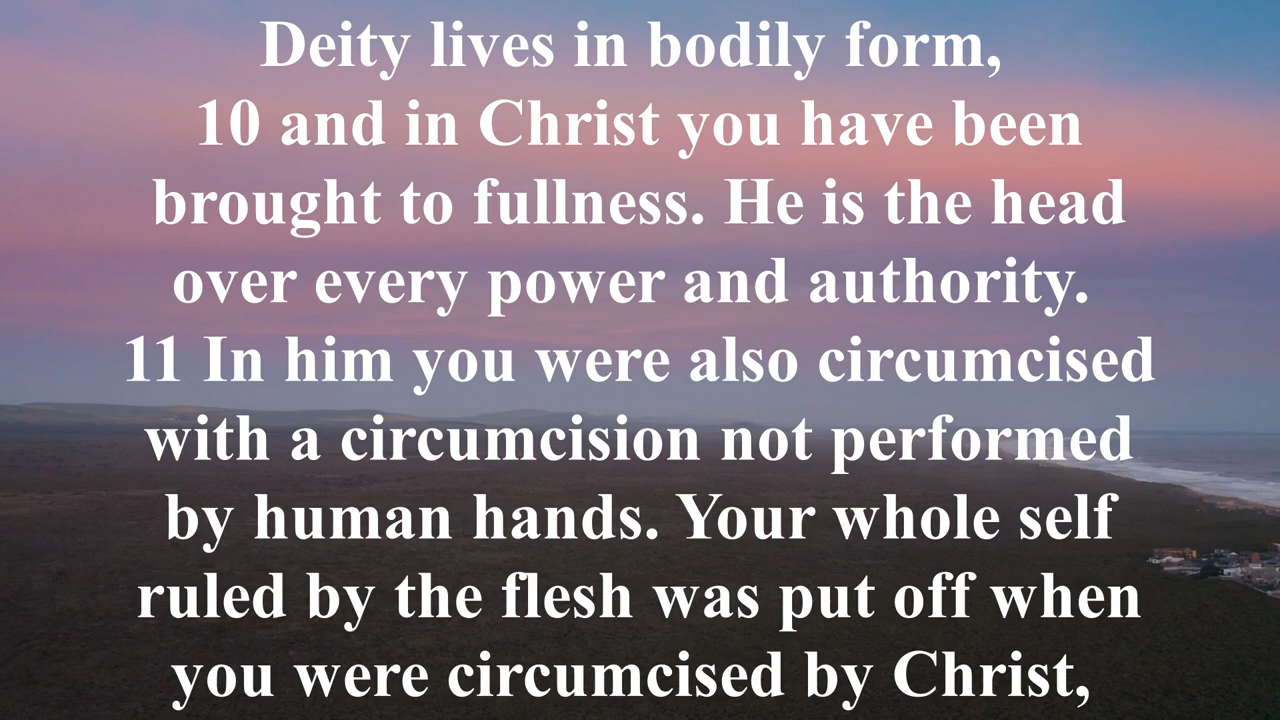 Deity lives in bodily form,
10 and in Christ you have been
brought to fullness. He is the head
over every power and authority.
11 In him you were also circumcised
with a circumcision not performed
by human hands. Your whole self
ruled by the flesh was put off when
you were circumcised by Christ,